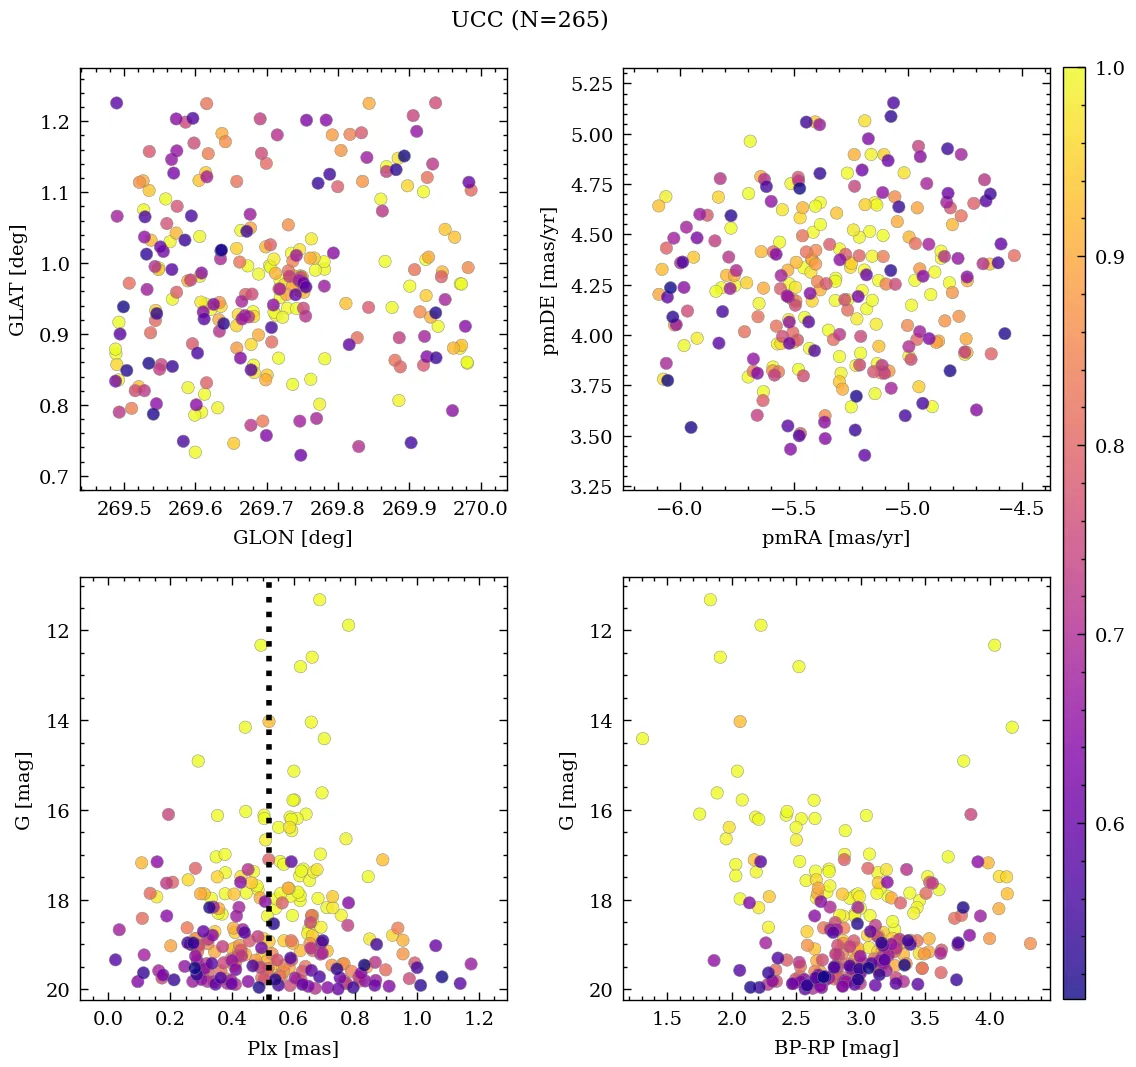 UCC (N=265)
1.2
1.1
1.0
0.9
0.8
0.7
GLAT [deg]
269.5 269.6 269.7 269.8 269.9 270.0
GLON [deg]
5.25
5.00
4.75
4.50
4.25
4.00
3.75
3.50
3.25
pmDE [mas/yr]
−6.0 −5.5 −5.0 −4.5
pmRA [mas/yr]
1.0
0.9
0.8
0.7
0.6
12
14
16
18
20
G [mag]
0.0 0.2 0.4 0.6 0.8 1.0 1.2
Plx [mas]
12
14
16
18
20
G [mag]
1.5 2.0 2.5 3.0 3.5 4.0
BP-RP [mag]